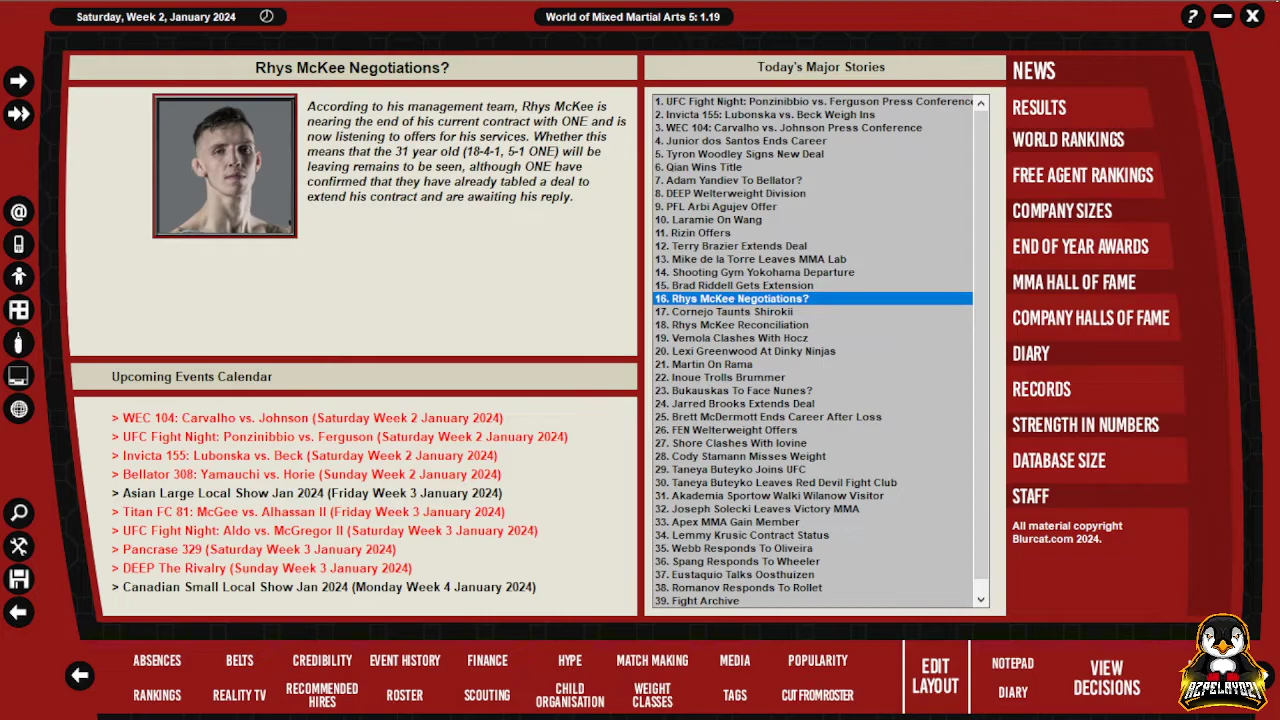 Saturday, Week 2, January 2024
World of Mixed Martial Arts 5: 1.19
?
X
Rhys McKee Negotiations?
According to his management team, Rhys McKee is
nearing the end of his current contract with ONE and is
now listening to offers for his services. Whether this
means that the 31 year old (18-4-1, 5-1 ONE) will be
leaving remains to be seen, although ONE have
confirmed that they have already tabled a deal to
extend his contract and are awaiting his reply.
Upcoming Events Calendar
> WEC 104: Carvalho vs. Johnson (Saturday Week 2 January 2024)
> UFC Fight Night: Ponzinibbio vs. Ferguson (Saturday Week 2 January 2024)
> Invicta 155: Lubonska vs. Beck (Saturday Week 2 January 2024)
> Bellator 308: Yamauchi vs. Horie (Sunday Week 2 January 2024)
> Asian Large Local Show Jan 2024 (Friday Week 3 January 2024)
> Titan FC 81: McGee vs. Alhassan II (Friday Week 3 January 2024)
> UFC Fight Night: Aldo vs. McGregor II (Saturday Week 3 January 2024)
> Pancrase 329 (Saturday Week 3 January 2024)
> DEEP The Rivalry (Sunday Week 3 January 2024)
> Canadian Small Local Show Jan 2024 (Monday Week 4 January 2024)
Today's Major Stories
1. UFC Fight Night: Ponzinibbio vs. Ferguson Press Conference
2. Invicta 155: Lubonska vs. Beck Weigh Ins
3. WEC 104: Carvalho vs. Johnson Press Conference
4. Junior dos Santos Ends Career
5. Tyron Woodley Signs New Deal
6. Qian Wins Title
7. Adam Yandiev To Bellator?
8. DEEP Welterweight Division
9. PFL Arbi Agujev Offer
10. Laramie On Wang
11. Rizin Offers
12. Terry Brazier Extends Deal
13. Mike de la Torre Leaves MMA Lab
14. Shooting Gym Yokohama Departure
15. Brad Riddell Gets Extension
16. Rhys McKee Negotiations?
17. Cornejo Taunts Shirokii
18. Rhys McKee Reconciliation
19. Vernola Clashes With Hocz
20. Lexi Greenwood At Dinky Ninjas
21. Martin On Rama
22. Inoue Trolls Brummer
23. Bukauskas To Face Nunes?
24. Jarred Brooks Extends Deal
25. Brett McDermott Ends Career After Loss
26. FEN Welterweight Offers
27. Shore Clashes With Iovine
28. Cody Stamann Misses Weight
29. Taneya Buteyko Joins UFC
30. Taneya Buteyko Leaves Red Devil Fight Club
31. Akademia Sportow Walki Wilanow Visitor
32. Joseph Solecki Leaves Victory MMA
33. Apex MMA Gain Member
34. Lemmy Krusic Contract Status
35. Webb Responds To Oliveira
36. Spang Responds To Wheeler
37. Eustaquio Talks Oosthuizen
38. Romanov Responds To Rollet
39. Fight Archive
NEWS
RESULTS
WORLD RANKINGS
FREE AGENT RANKINGS
COMPANY SIZES
END OF YEAR AWARDS
MMA HALL OF FAME
COMPANY HALLS OF FAME
DIARY
RECORDS
STRENGTH IN NUMBERS
DATABASE SIZE
STAFF
All material copyright
Blurcat.com 2024.
ABSENCES
BELTS
CREDIBILITY
EVENT HISTORY
FINANCE
HYPE
MATCH MAKING
MEDIA
POPULARITY
RANKINGS
REALITY TV
RECOMMENDED
HIRES
ROSTER
SCOUTING
CHILD
ORGANISATION
WEIGHT
CLASSES
TAGS
CUT FROM ROSTER
EDIT
LAYOUT
NOTEPAD
DIARY
VIEW
DECISIONS
ACPELAYO21